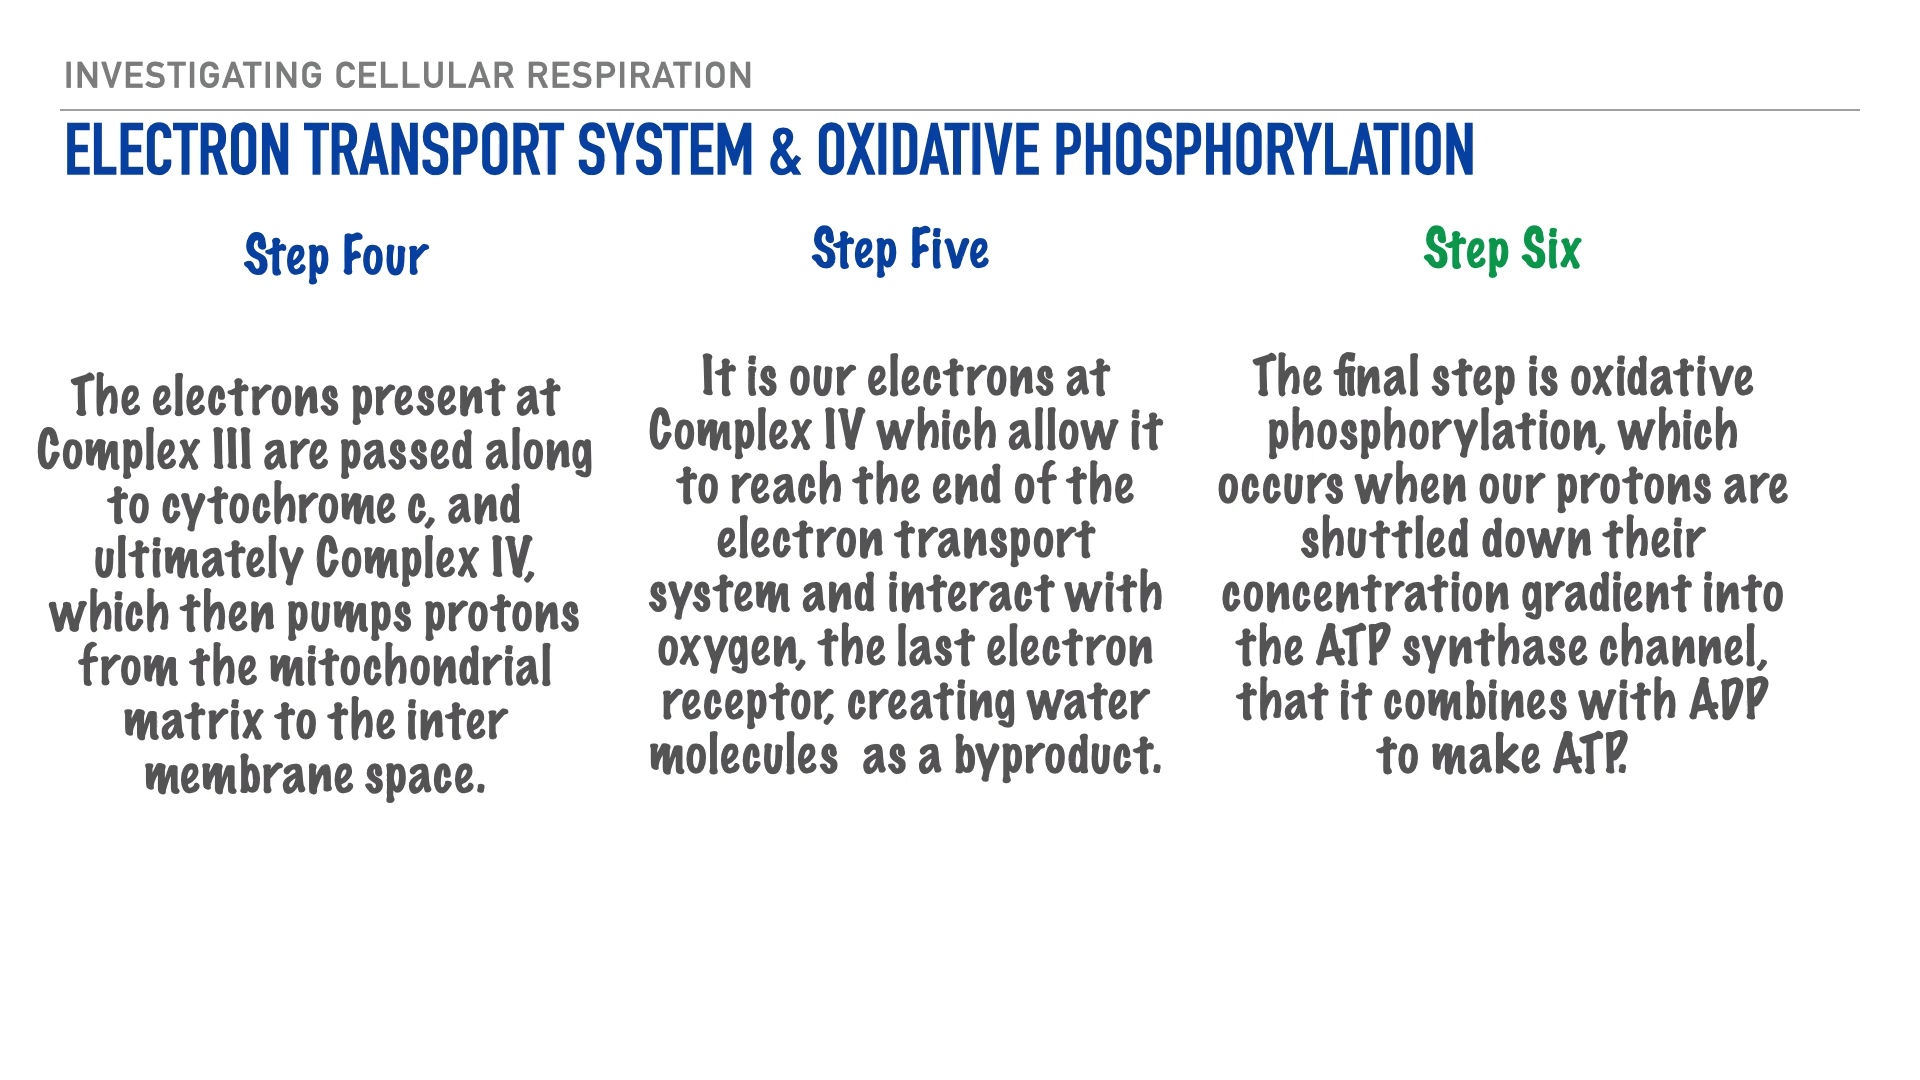 INVESTIGATING CELLULAR RESPIRATION
ELECTRON TRANSPORT SYSTEM & OXIDATIVE PHOSPHORYLATION
Step Four
The electrons present at
Complex III are passed along
to cytochrome c, and
ultimately Complex IV,
which then pumps protons
from the mitochondrial
matrix to the inter
membrane space.
Step Five
It is our electrons at
Complex IV which allow it
to reach the end of the
electron transport
system and interact with
oxygen, the last electron
receptor, creating water
molecules  as a byproduct.
Step Six
The final step is oxidative
phosphorylation, which
occurs when our protons are
shuttled down their
concentration gradient into
the ATP synthase channel,
that it combines with ADP
to make ATP.